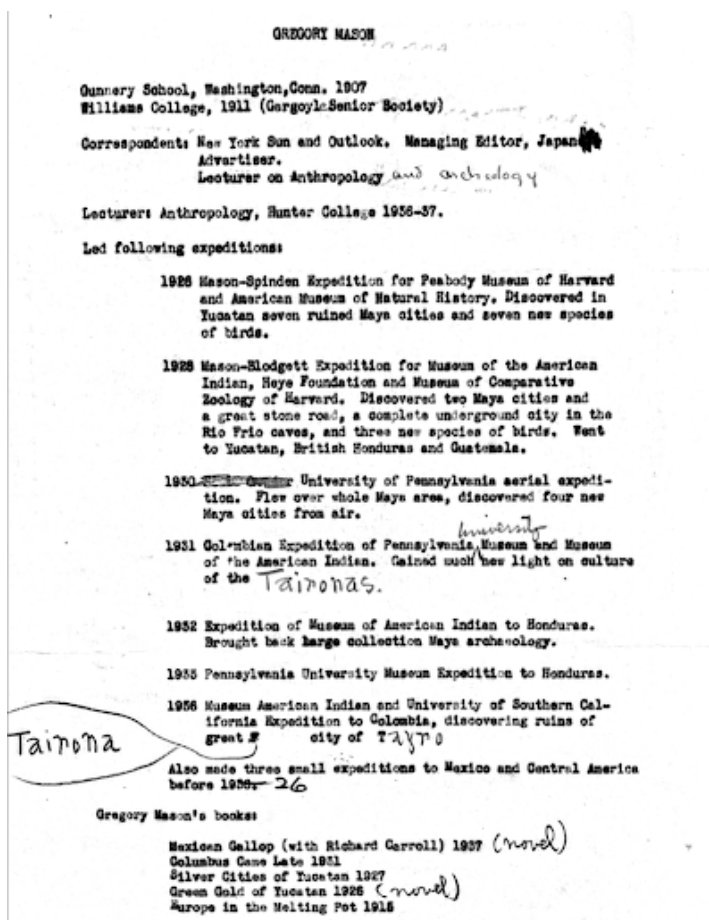 GREGORY MASON
Gunnery School, Washington,Conn. 1907
Williams College, 1911 (Gargoyle Senior Society)
Correspondent: New York Sun and Outlook. Managing Editor, Japan
Advertiser.
Lecturer on Anthropology and archeology
Lecturer: Anthropology, Hunter College 1936-37.
Led following expeditions:
1926 Mason-Spinden Expedition for Peabody Museum of Harvard
and American Museum of Natural History. Discovered in
Yucatan seven ruined Maya cities and seven new species
of birds.
1928 Mason-Blodgett Expedition for Museum of the American
Indian, Heye Foundation and Museum of Comparative
Zoology of Harvard. Discovered two Maya cities and
a great stone road, a complete underground city in the
Rio Frio caves, and three new species of birds. Went
to Yucatan, British Honduras and Guatemala.
1930 University of Pennsylvania aerial expedi-
tion. Flew over whole Maya area, discovered four new
Maya cities from air.
University
1931 Colombian Expedition of Pennsylvania Museum and Museum
of the American Indian. Gained much new light on culture
of the Taironas.
1932 Expedition of Museum of American Indian to Honduras.
Brought back large collection Maya archaeology.
1933 Pennsylvania University Museum Expedition to Honduras.
1936 Museum American Indian and University of Southern Cal-
ifornia Expedition to Colombia, discovering ruins of
great city of Tayro
Tairona
Also made three small expeditions to Mexico and Central America
before 26
Gregory Mason's books:
Mexican Gallop (with Richard Carroll) 1937 (novel)
Columbus Came Late 1931
Silver Cities of Yucatan 1927
Green Gold of Yucatan 1926 (novel)
Europe in the Melting Pot 1915